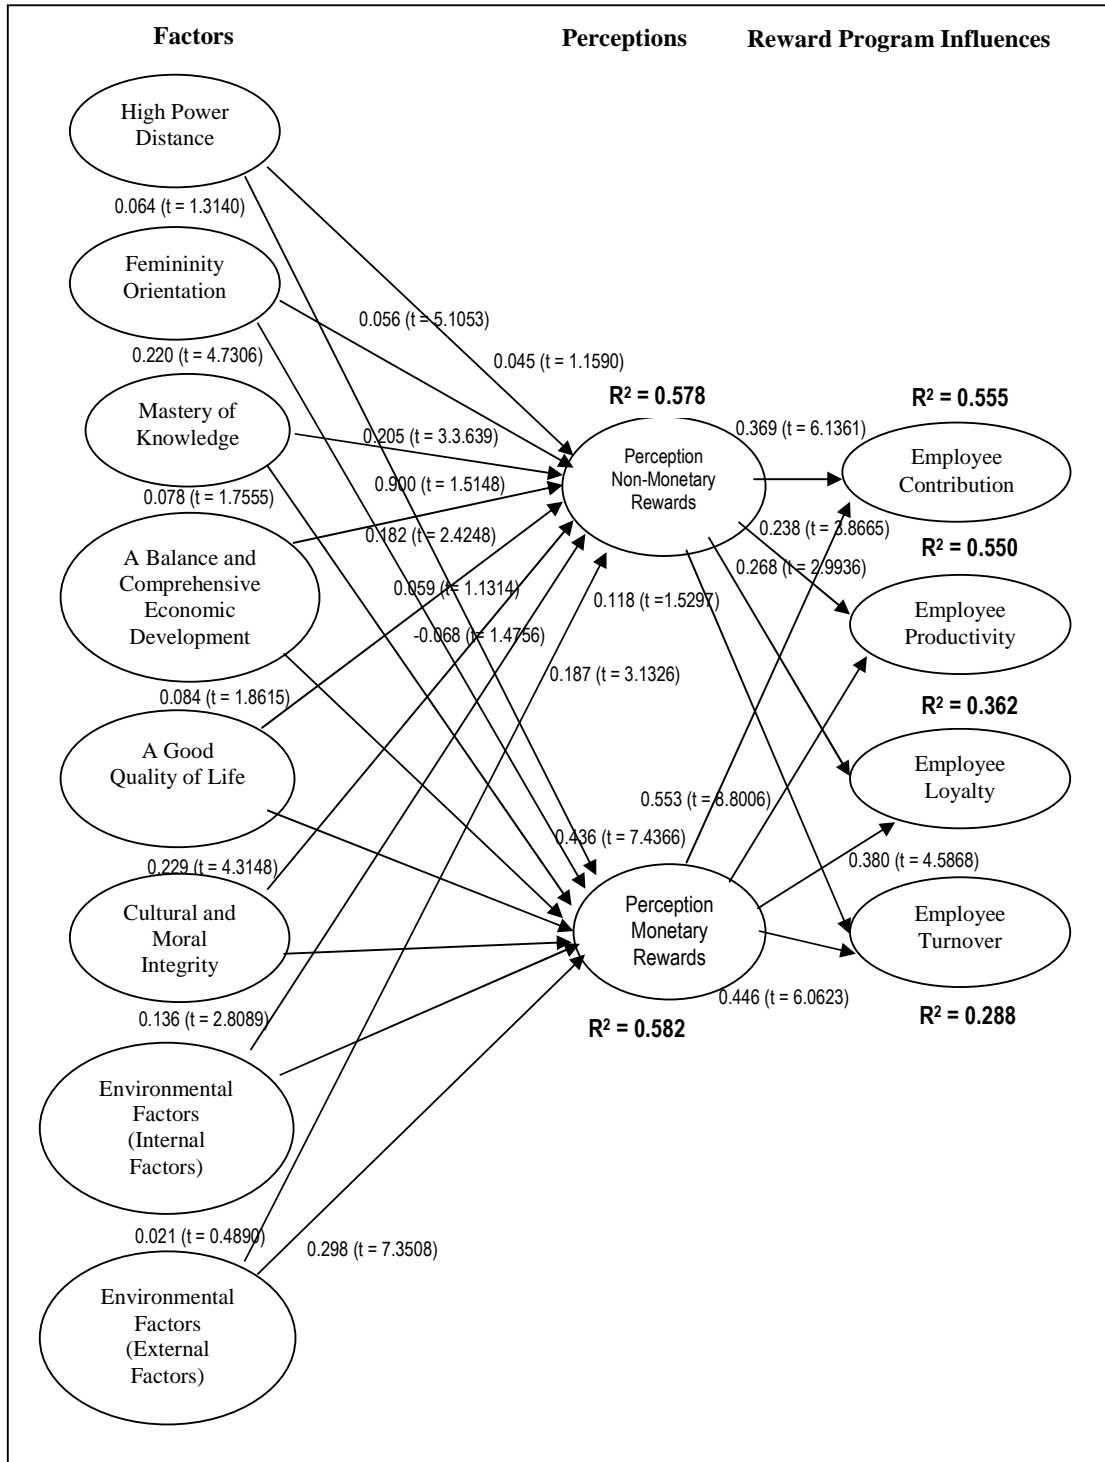 Factors
Perceptions
Reward Program Influences
High Power
Distance
0.064 (t = 1.3140)
Femininity
Orientation
0.056 (t = 5.1053)
0.220 (t = 4.7306)
0.045 (t = 1.1590)
R² = 0.578
R² = 0.555
Mastery of
Knowledge
0.205 (t = 3.3.639)
0.369 (t = 6.1361)
Perception
Non-Monetary
Rewards
Employee
Contribution
0.078 (t = 1.7555)
0.900 (t = 1.5148)
0.182 (t = 2.4248)
0.238 (t = 3.8665)
R² = 0.550
A Balance and
Comprehensive
Economic
Development
0.059 (t = 1.1314)
0.268 (t = 2.9936)
0.118 (t =1.5297)
Employee
Productivity
-0.068 (t = 1.4756)
0.187 (t = 3.1326)
0.084 (t = 1.8615)
R² = 0.362
A Good
Quality of Life
Employee
Loyalty
0.553 (t = 8.8006)
0.436 (t = 7.4366)
0.380 (t = 4.5868)
0.229 (t = 4.3148)
Cultural and
Moral
Integrity
Perception
Monetary
Rewards
Employee
Turnover
0.446 (t = 6.0623)
0.136 (t = 2.8089)
R² = 0.582
R² = 0.288
Environmental
Factors
(Internal
Factors)
0.021 (t = 0.4890)
0.298 (t = 7.3508)
Environmental
Factors
(External
Factors)